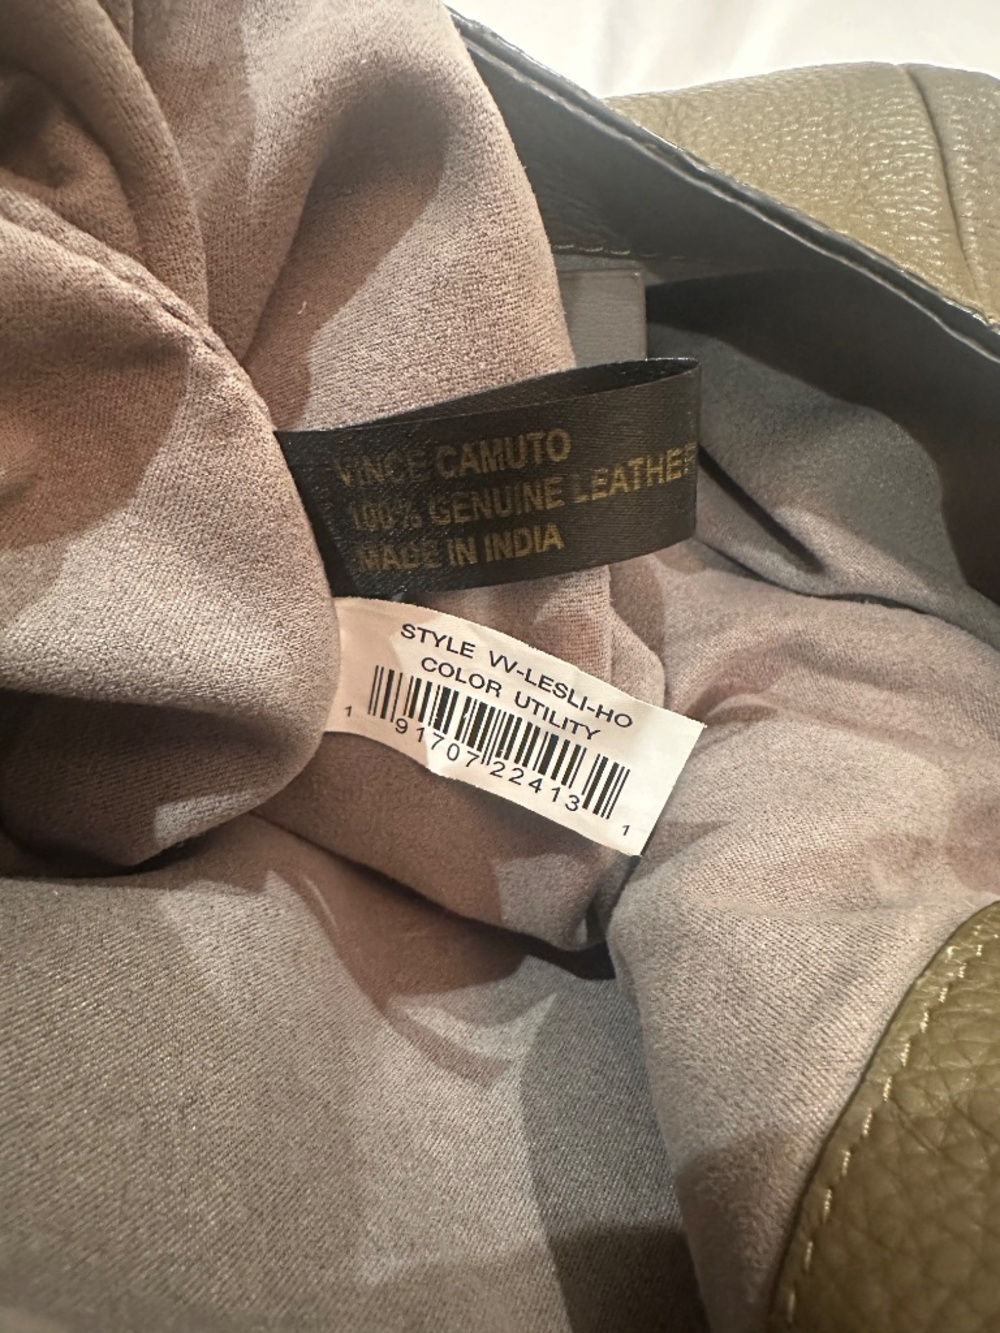 VINCE CAMUTO
100% GENUINE LEATHER
MADE IN INDIA
STYLE VV-LESLI-HO
COLOR UTILITY
1 91707 22413 1